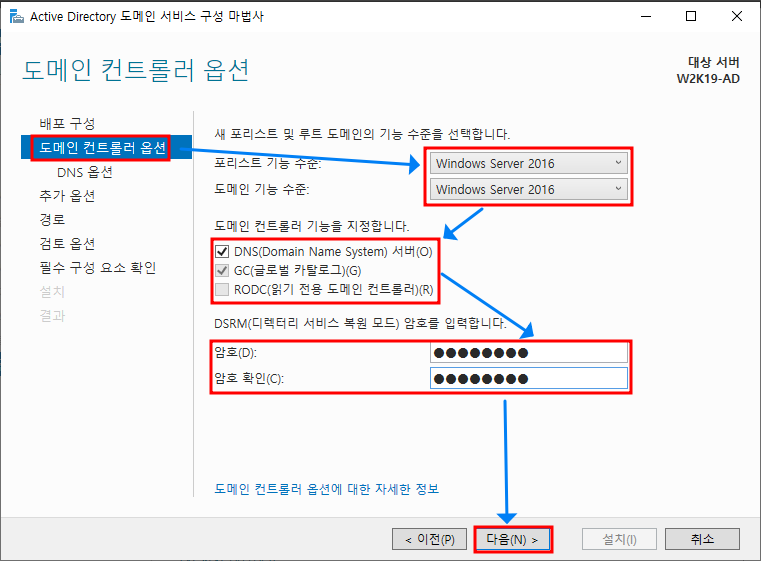 Active Directory 도메인 서비스 구성 마법사
도메인 컨트롤러 옵션
대상 서버
W2K19-AD
배포 구성
도메인 컨트롤러 옵션
DNS 옵션
추가 옵션
경로
검토 옵션
필수 구성 요소 확인
설치
결과
새 포리스트 및 루트 도메인의 기능 수준을 선택합니다.
포리스트 기능 수준: Windows Server 2016
도메인 기능 수준: Windows Server 2016
도메인 컨트롤러 기능을 지정합니다.
DNS(Domain Name System) 서버(O)
GC(글로벌 카탈로그)(G)
RODC(읽기 전용 도메인 컨트롤러)(R)
DSRM(디렉터리 서비스 복원 모드) 암호를 입력합니다.
암호(D): ●●●●●●●●
암호 확인(C): ●●●●●●●●
도메인 컨트롤러 옵션에 대한 자세한 정보
< 이전(P) 다음(N) > 설치(I) 취소